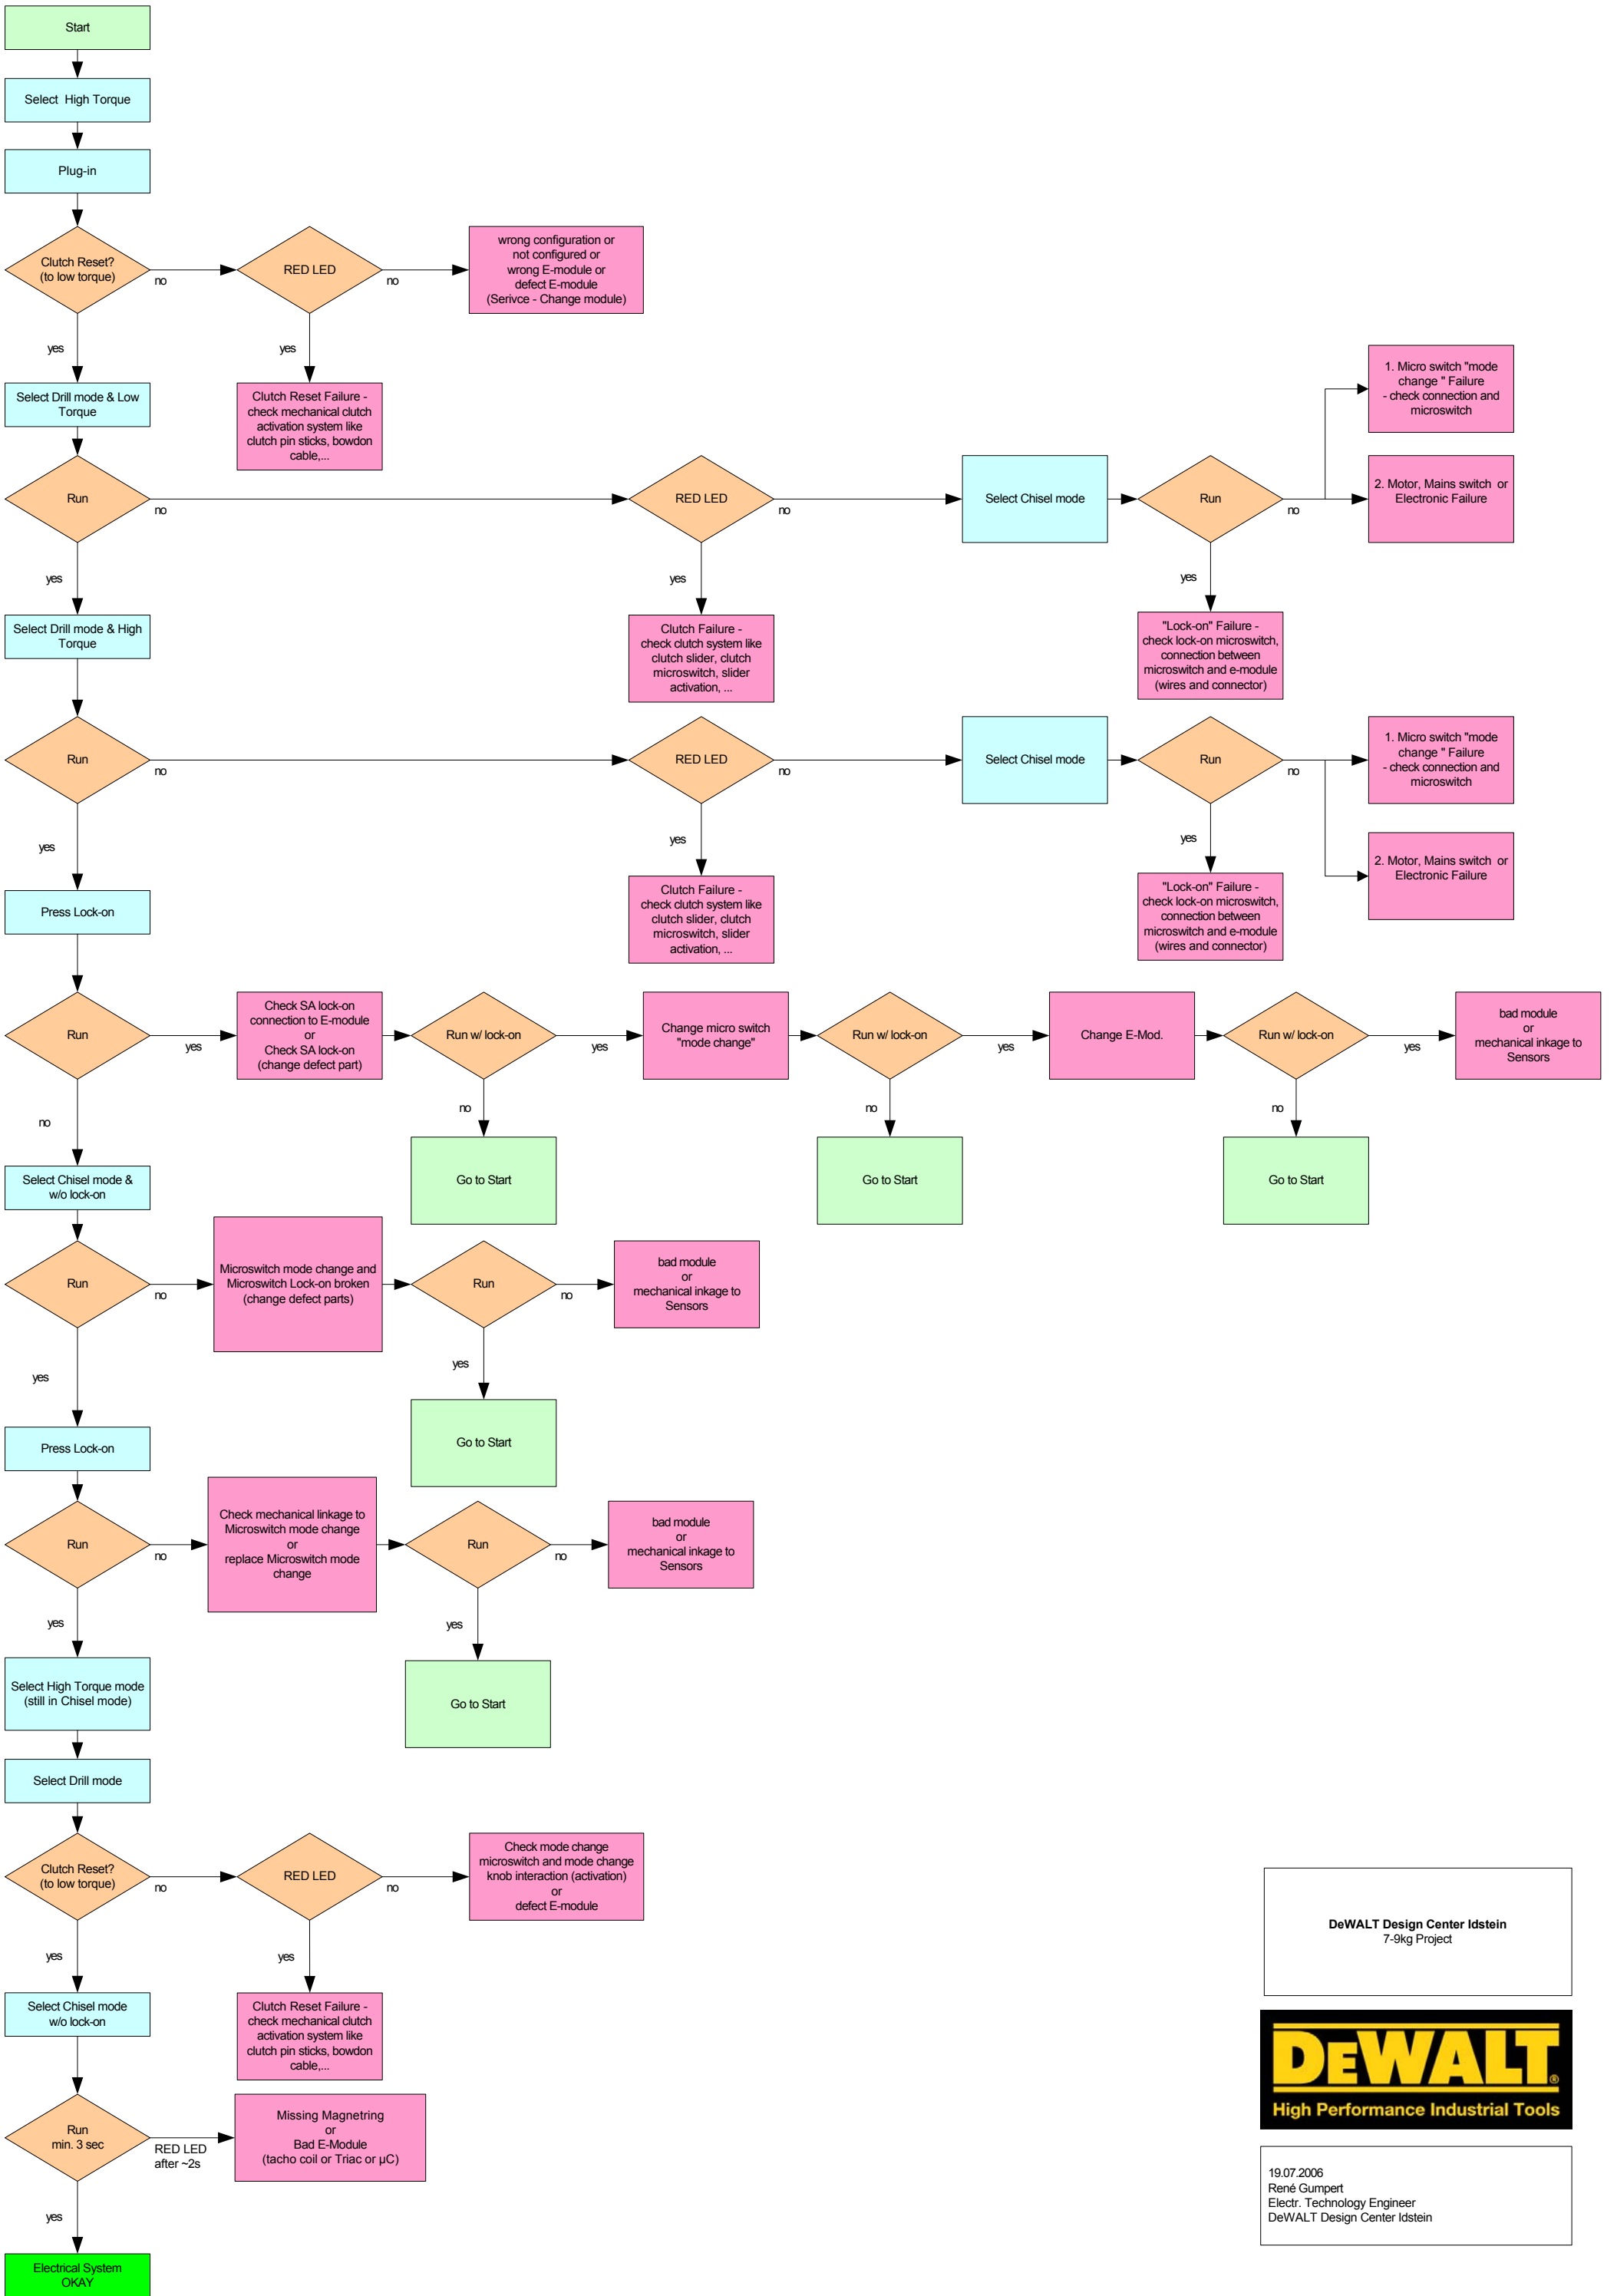 Start
Select  High Torque
Plug-in
Clutch Reset?
(to low torque)
no
yes
RED LED
no
yes
wrong configuration or
not configured or
wrong E-module or
defect E-module
(Serivce - Change module)
Clutch Reset Failure -
check mechanical clutch
activation system like
clutch pin sticks, bowdon
cable,...
Select Drill mode & Low
Torque
Run
no
yes
RED LED
no
yes
Select Chisel mode
Run
no
yes
1. Micro switch "mode
change " Failure
- check connection and
microswitch
2. Motor, Mains switch  or
Electronic Failure
Clutch Failure -
check clutch system like
clutch slider, clutch
microswitch, slider
activation, ...
"Lock-on" Failure -
check lock-on microswitch,
connection between
microswitch and e-module
(wires and connector)
Select Drill mode & High
Torque
Run
no
yes
RED LED
no
yes
Select Chisel mode
Run
no
yes
1. Micro switch "mode
change " Failure
- check connection and
microswitch
2. Motor, Mains switch  or
Electronic Failure
Clutch Failure -
check clutch system like
clutch slider, clutch
microswitch, slider
activation, ...
"Lock-on" Failure -
check lock-on microswitch,
connection between
microswitch and e-module
(wires and connector)
Press Lock-on
Run
yes
no
Check SA lock-on
connection to E-module
or
Check SA lock-on
(change defect part)
Run w/ lock-on
yes
no
Change micro switch
"mode change"
Run w/ lock-on
yes
no
Change E-Mod.
Run w/ lock-on
yes
no
bad module
or
mechanical inkage to
Sensors
Go to Start
Go to Start
Go to Start
Select Chisel mode &
w/o lock-on
Run
no
yes
Microswitch mode change and
Microswitch Lock-on broken
(change defect parts)
Run
no
yes
bad module
or
mechanical inkage to
Sensors
Go to Start
Press Lock-on
Run
no
yes
Check mechanical linkage to
Microswitch mode change
or
replace Microswitch mode
change
Run
no
yes
bad module
or
mechanical inkage to
Sensors
Go to Start
Select High Torque mode
(still in Chisel mode)
Select Drill mode
Clutch Reset?
(to low torque)
no
yes
RED LED
no
yes
Check mode change
microswitch and mode change
knob interaction (activation)
or
defect E-module
Clutch Reset Failure -
check mechanical clutch
activation system like
clutch pin sticks, bowdon
cable,...
Select Chisel mode
w/o lock-on
Run
min. 3 sec
RED LED
after ~2s
yes
Missing Magnetring
or
Bad E-Module
(tacho coil or Triac or µC)
Electrical System
OKAY
DeWALT Design Center Idstein
7-9kg Project
DEWALT®
High Performance Industrial Tools
19.07.2006
René Gumpert
Electr. Technology Engineer
DeWALT Design Center Idstein